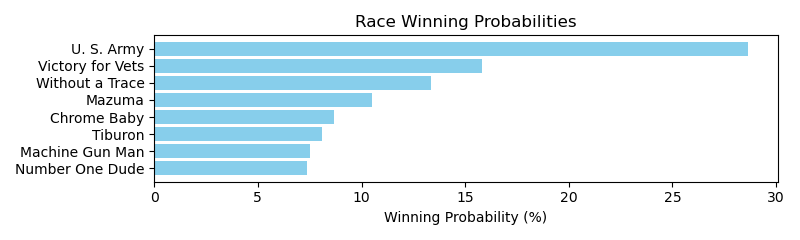 Race Winning Probabilities
U. S. Army
Victory for Vets
Without a Trace
Mazuma
Chrome Baby
Tiburon
Machine Gun Man
Number One Dude
0 5 10 15 20 25 30
Winning Probability (%)